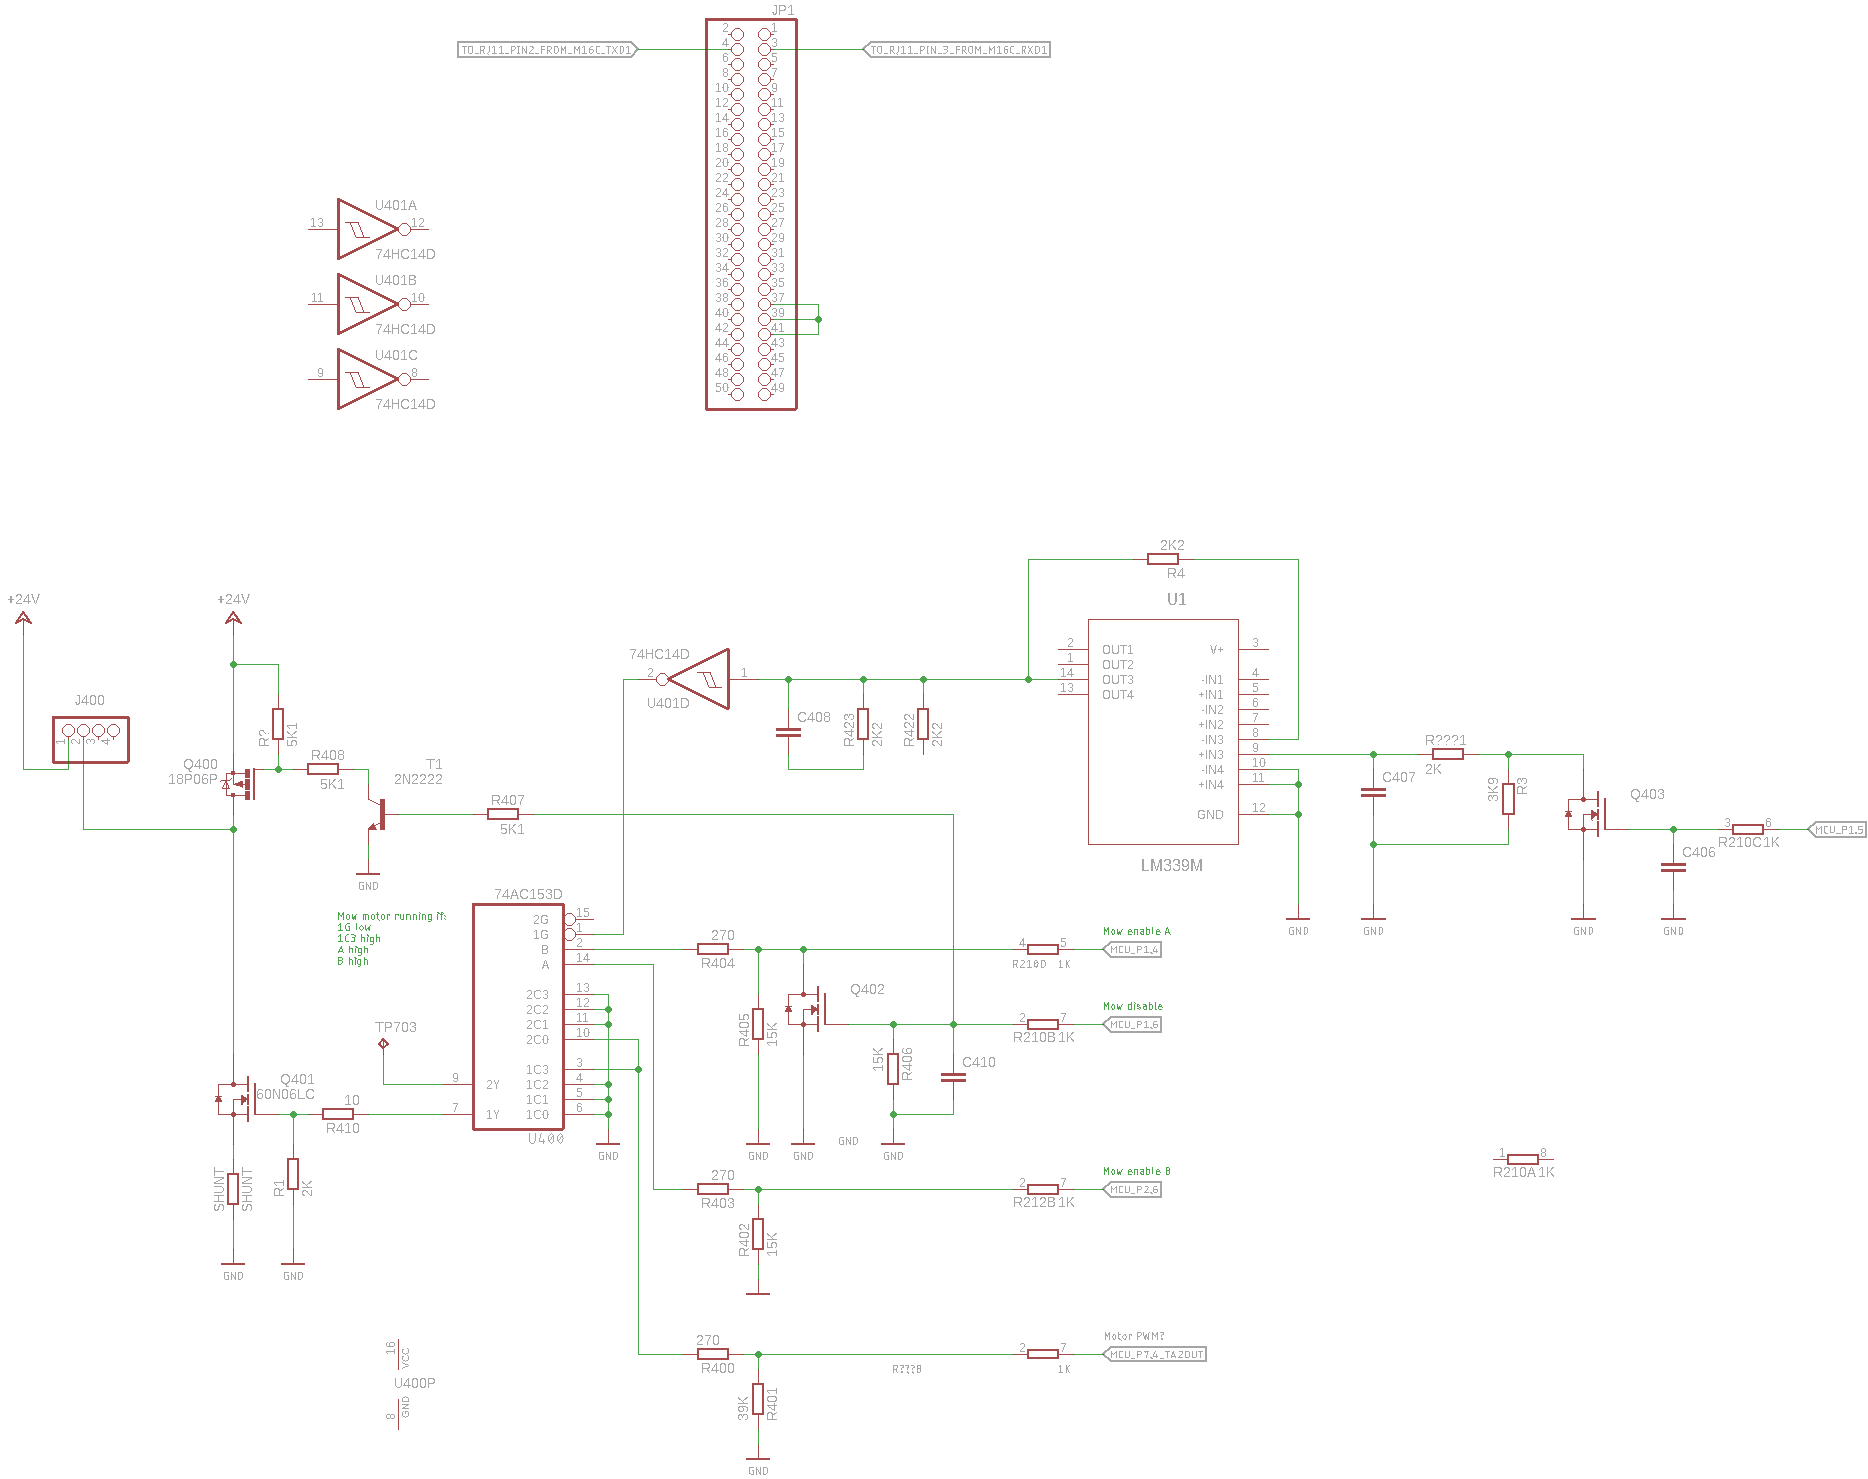 JP1
2 1
4 3
6 5
8 7
10 9
12 11
14 13
16 15
18 17
20 19
22 21
24 23
26 25
28 27
30 29
32 31
34 33
36 35
38 37
40 39
42 41
44 43
46 45
48 47
50 49
TO_RJ11_PIN2_FROM_M16C_TXD1
TO_RJ11_PIN_3_FROM_M16C_RXD1
U401A
13 12
74HC14D
U401B
11 10
74HC14D
U401C
9 8
74HC14D
2K2
R4
U1
2 OUT1 V+ 3
1 OUT2
14 OUT3 -IN1 4
13 OUT4 +IN1 5
-IN2 6
+IN2 7
-IN3 8
+IN3 9
-IN4 10
+IN4 11
GND 12
LM339M
+24V
+24V
J400
1 2 3 4
R?
5K1
Q400
18P06P
R408
5K1
T1
2N2222
GND
R407
5K1
74HC14D
2 1
U401D
C408
R423
2K2
R422
2K2
GND
R???1
2K
C407
3K9
R3
Q403
3 6
R210C1K
MCU_P1.5
C406
GND
GND
GND
74AC153D
Mow motor running if:
1G low
1C3 high
A high
B high
2G 15
1G 1
B 2
A 14
2C3 13
2C2 12
2C1 11
2C0 10
1C3 3
1C2 4
1C1 5
1C0 6
9 2Y
7 1Y
U400
GND
TP703
Q401
60N06LC
10
R410
SHUNT
SHUNT
R1
2K
GND
GND
270
R404
Mow enable A
4 5
R210D 1K
MCU_P1.4
Q402
R405
15K
15K
R406
C410
Mow disable
2 7
R210B1K
MCU_P1.6
GND
GND
GND
GND
270
R403
Mow enable B
2 7
R212B1K
MCU_P2.6
R402
15K
1 8
R210A1K
270
R400
Motor PWM?
2 7
R???B
1K
MCU_P7.4_TA2OUT
39K
R401
GND
16
VCC
U400P
8
GND